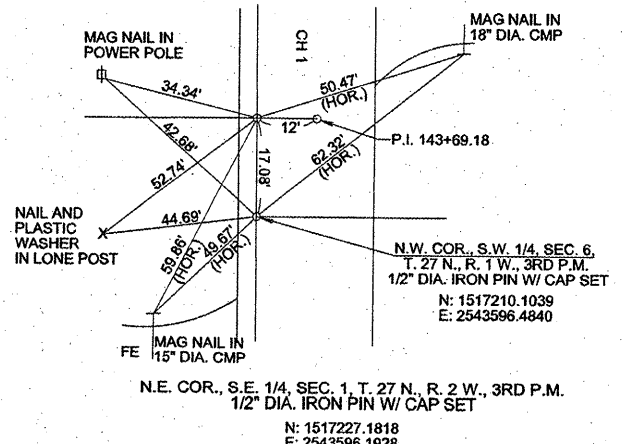 MAG NAIL IN
POWER POLE
CH 1
MAG NAIL IN
18" DIA. CMP
34.34'
50.47'
(HOR.)
12'
P.I. 143+69.18
42.68'
62.32'
(HOR.)
52.74'
17.08'
NAIL AND
PLASTIC
WASHER
IN LONE POST
44.69'
59.86'
(HOR.)
49.67'
(HOR.)
N.W. COR., S.W. 1/4, SEC. 6,
T. 27 N., R. 1 W., 3RD P.M.
1/2" DIA. IRON PIN W/ CAP SET
N: 1517210.1039
E: 2543596.4840
FE
MAG NAIL IN
15" DIA. CMP
N.E. COR., S.E. 1/4, SEC. 1, T. 27 N., R. 2 W., 3RD P.M.
1/2" DIA. IRON PIN W/ CAP SET
N: 1517227.1818
E: 2543596.1928